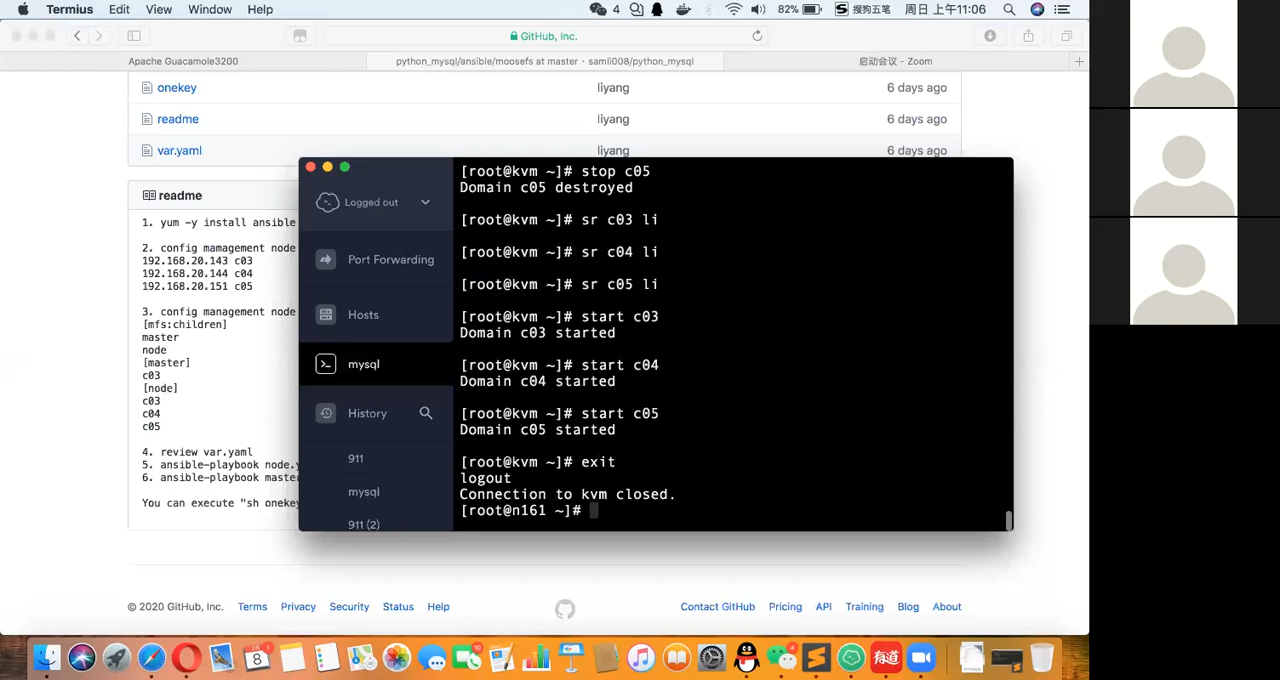 Termius Edit View Window Help 4 82% S 搜狗五笔 周日 上午11:06
GitHub, Inc.
Apache Guacamole3200 python_mysql/ansible/moosefs at master · samli008/python_mysql 启动会议 - Zoom
onekey liyang 6 days ago
readme liyang 6 days ago
var.yaml liyang 6 days ago
readme
1. yum -y install ansible
2. config mamagement node
192.168.20.143 c03
192.168.20.144 c04
192.168.20.151 c05
3. config management node
[mfs:children]
master
node
[master]
c03
[node]
c03
c04
c05
4. review var.yaml
5. ansible-playbook node.y
6. ansible-playbook maste
You can execute "sh onekey
Logged out
Port Forwarding
Hosts
mysql
History
911
mysql
911 (2)
[root@kvm ~]# stop c05
Domain c05 destroyed
[root@kvm ~]# sr c03 li
[root@kvm ~]# sr c04 li
[root@kvm ~]# sr c05 li
[root@kvm ~]# start c03
Domain c03 started
[root@kvm ~]# start c04
Domain c04 started
[root@kvm ~]# start c05
Domain c05 started
[root@kvm ~]# exit
logout
Connection to kvm closed.
[root@n161 ~]#
© 2020 GitHub, Inc. Terms Privacy Security Status Help Contact GitHub Pricing API Training Blog About
8
有道